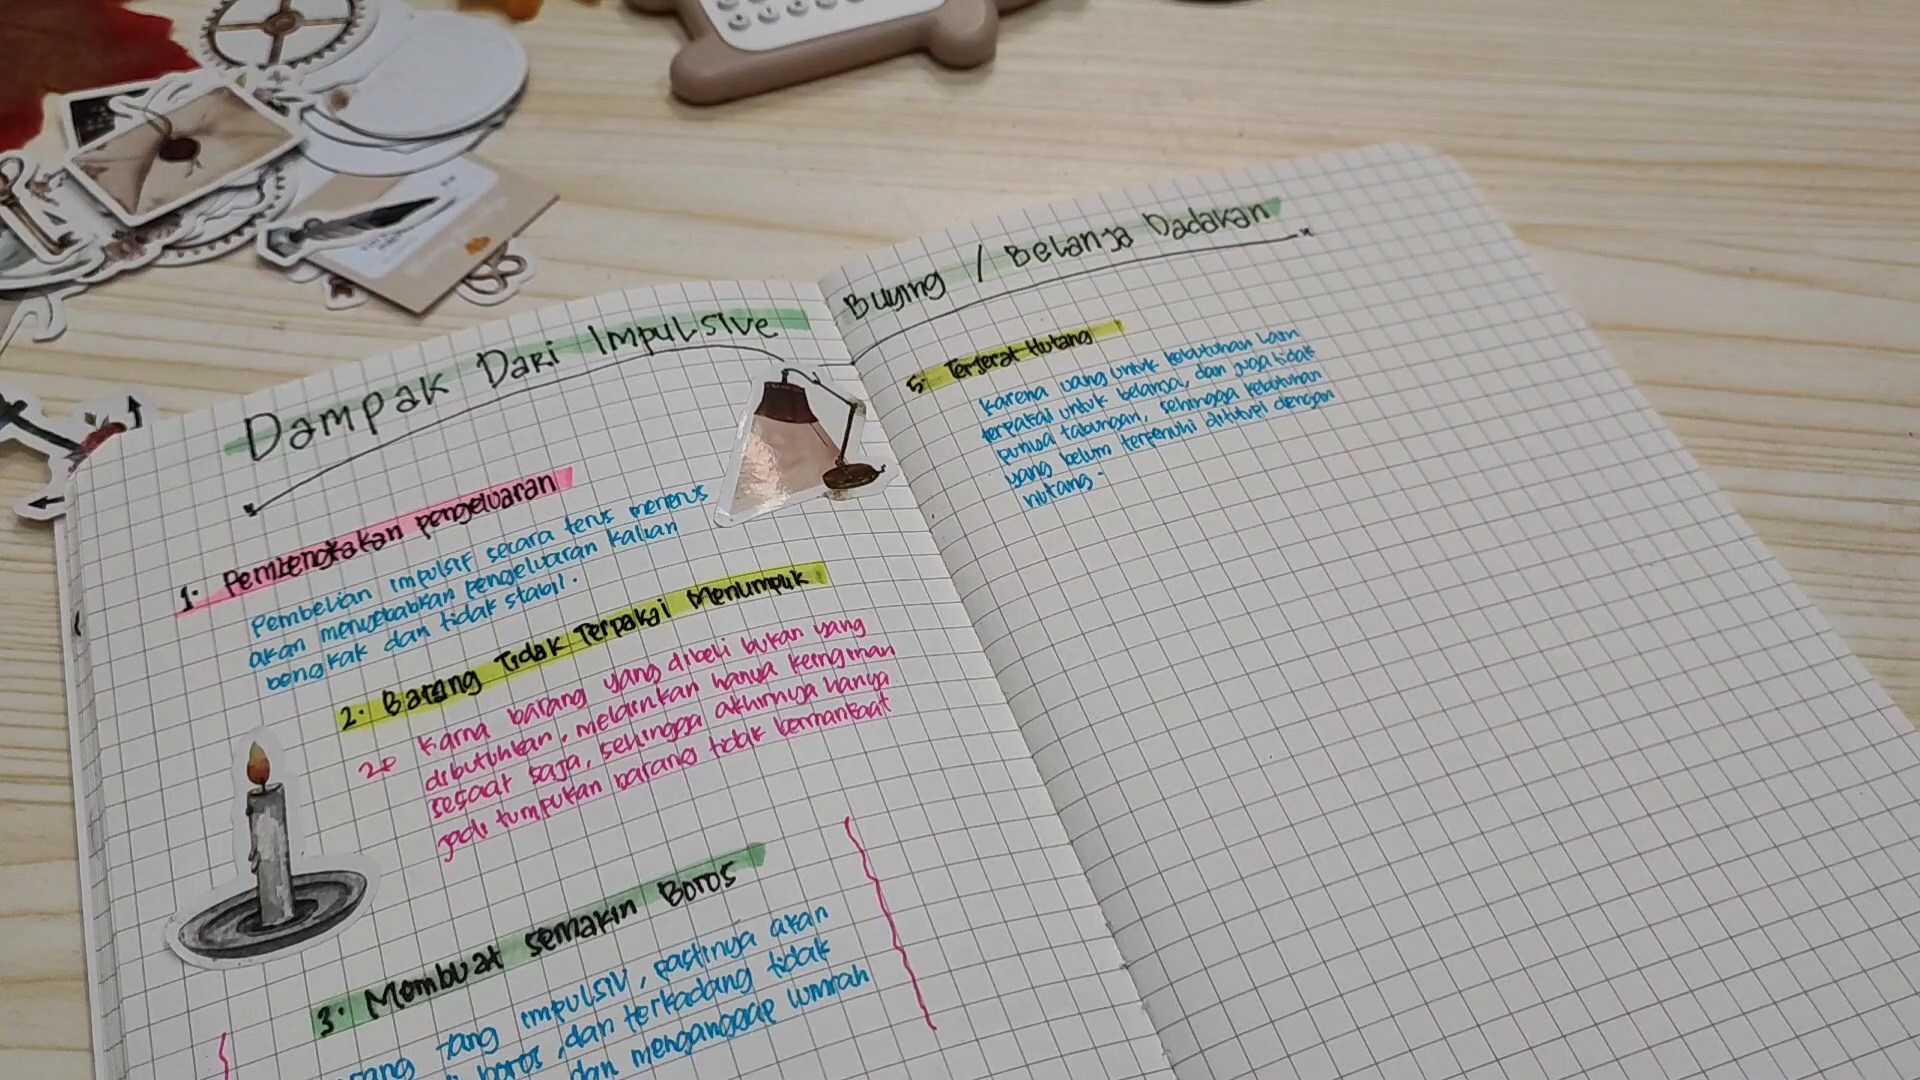 Dampak Dari Impulsive
Buying / Belanja Dadakan
1. Pembengkakan pengeluaran
Pembelian impulsif secara terus menerus
akan menyebabkan pengeluaran kalian
bengkak dan tidak stabil.
2. Barang Tidak Terpakai Menumpuk
Karna barang yang dibeli bukan yang
dibutuhkan, melainkan hanya keinginan
sesaat saja, sehingga akhirnya hanya
jadi tumpukan barang tidak bermanfaat
3. Membuat semakin Boros
yang impulsiv, pastinya akan
boros, dan terkadang tidak
dan menganggap lumrah
5. Terjerat Hutang
Karena uang untuk kebutuhan lain
terpakai untuk belanja, dan juga tidak
punya tabungan, sehingga kebutuhan
yang belum terpenuhi ditutupi dengan
hutang.